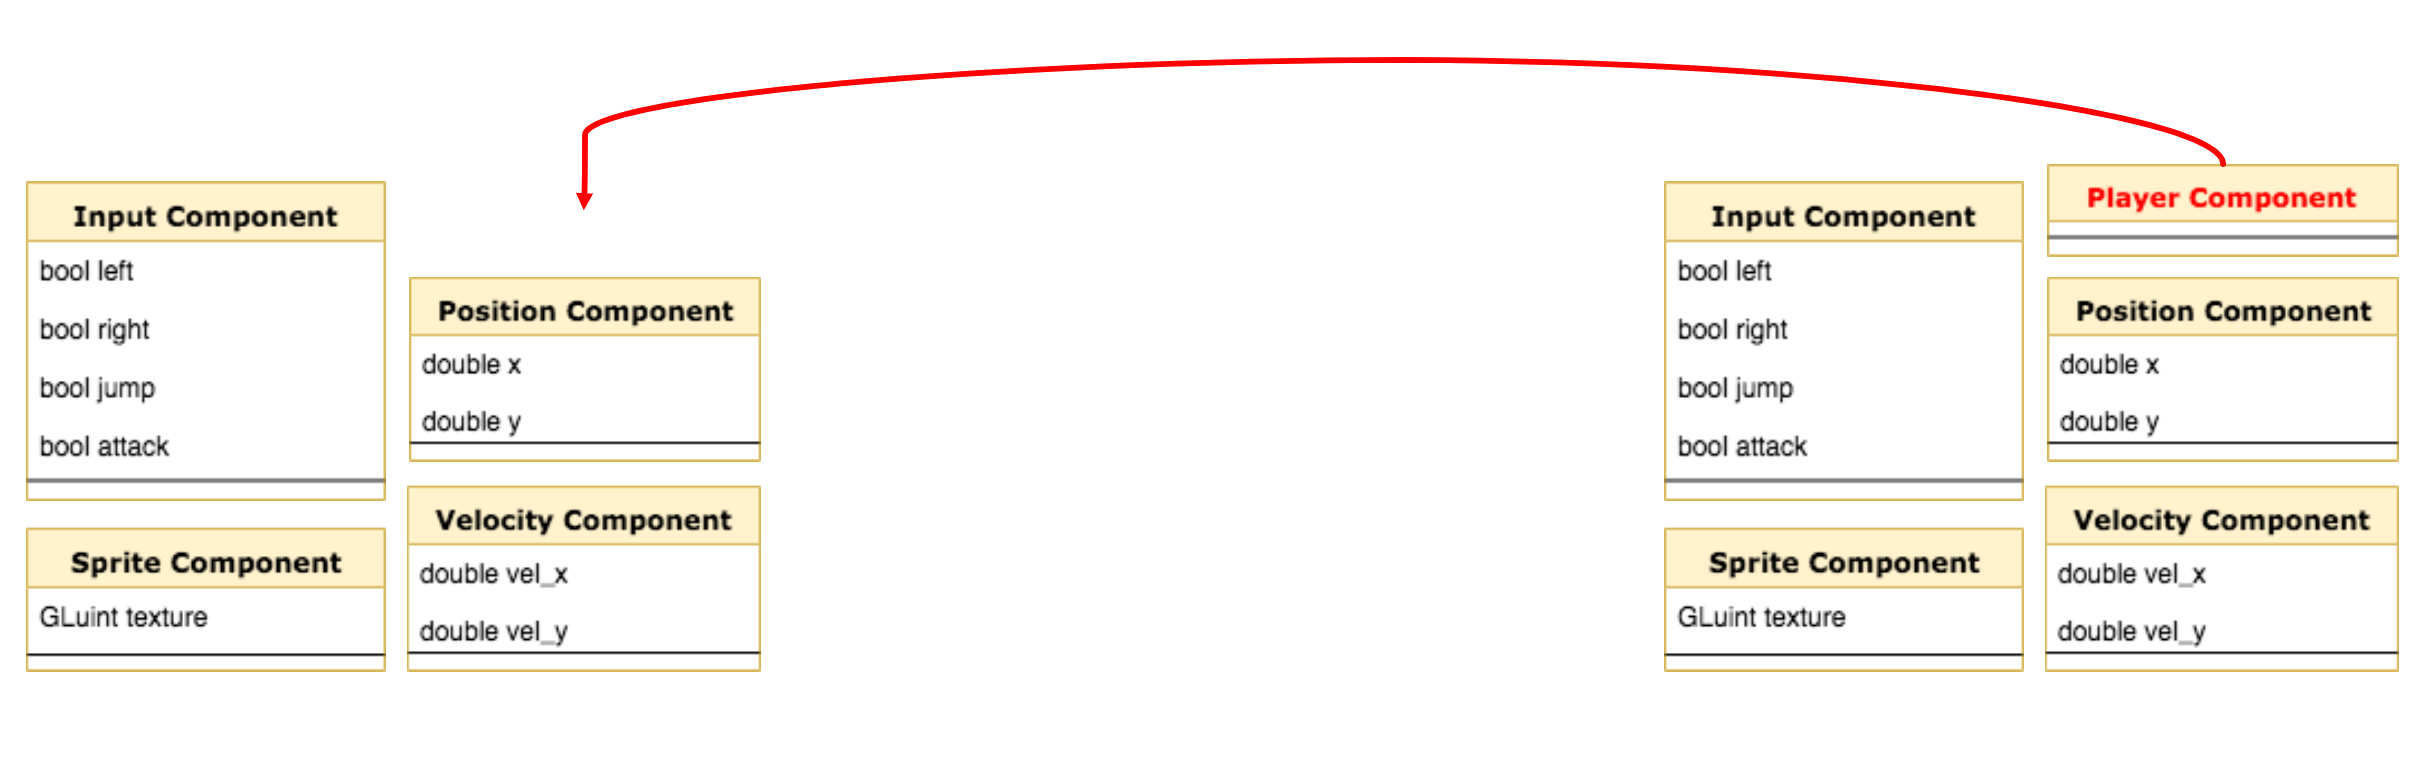 Input Component
bool left
bool right
bool jump
bool attack
Sprite Component
GLuint texture
Position Component
double x
double y
Velocity Component
double vel_x
double vel_y
Input Component
bool left
bool right
bool jump
bool attack
Sprite Component
GLuint texture
Player Component
Position Component
double x
double y
Velocity Component
double vel_x
double vel_y